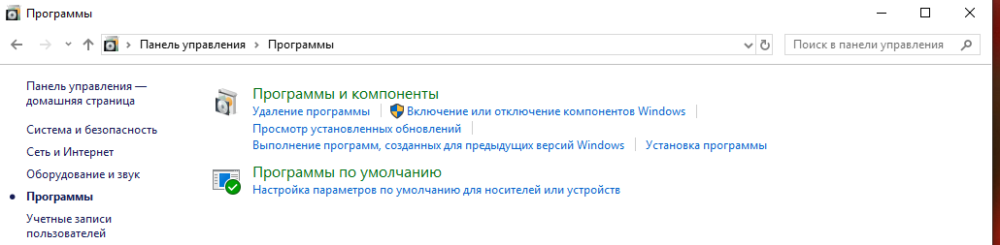 Программы
Панель управления > Программы
Поиск в панели управления
Панель управления —
домашняя страница
Система и безопасность
Сеть и Интернет
Оборудование и звук
Программы
Учетные записи
пользователей
Программы и компоненты
Удаление программы
Включение или отключение компонентов Windows
Просмотр установленных обновлений
Выполнение программ, созданных для предыдущих версий Windows
Установка программы
Программы по умолчанию
Настройка параметров по умолчанию для носителей или устройств